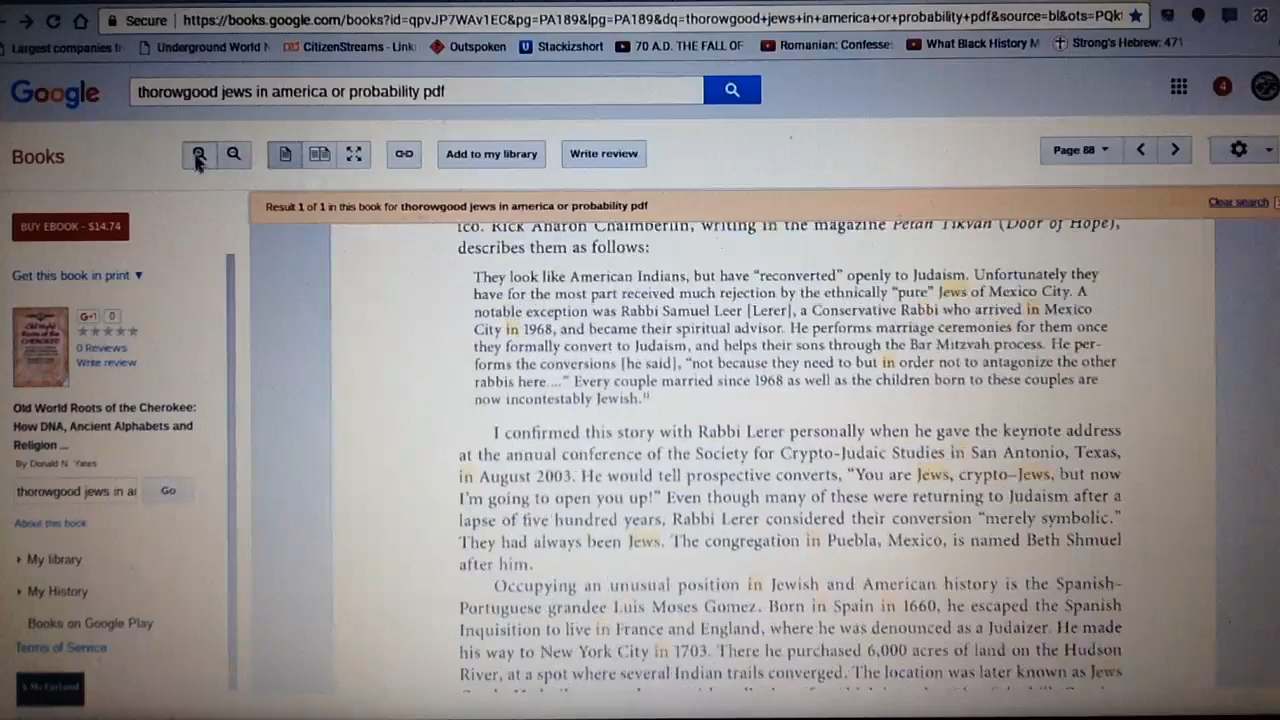 Secure https://books.google.com/books?id=qpvJP7WAv1EC&pg=PA189&lpg=PA189&dq=thorowgood+jews+in+america+or+probability+pdf&source=bl&ots=PQk
Largest companies Underground World CitizenStreams - Link Outspoken Stackizshort 70 A.D. THE FALL OF Romanian: Confesse What Black History M Strong's Hebrew: 471
Google thorowgood jews in america or probability pdf 4
Books Add to my library Write review Page 88
Result 1 of 1 in this book for thorowgood jews in america or probability pdf Clear search
BUY EBOOK - $14.74
Get this book in print ▼
G+1 0
0 Reviews
Write review
Old World Roots of the Cherokee:
How DNA, Ancient Alphabets and
Religion ...
By Donald N. Yates
thorowgood jews in Go
About this book
My library
My History
Books on Google Play
Terms of Service
McFarland
ico. Rick Aharon Chaimberlin, writing in the magazine Petah Tikvah (Door of Hope),
describes them as follows:
They look like American Indians, but have “reconverted” openly to Judaism. Unfortunately they
have for the most part received much rejection by the ethnically “pure” Jews of Mexico City. A
notable exception was Rabbi Samuel Leer [Lerer], a Conservative Rabbi who arrived in Mexico
City in 1968, and became their spiritual advisor. He performs marriage ceremonies for them once
they formally convert to Judaism, and helps their sons through the Bar Mitzvah process. He per-
forms the conversions [he said], “not because they need to but in order not to antagonize the other
rabbis here ...” Every couple married since 1968 as well as the children born to these couples are
now incontestably Jewish.
I confirmed this story with Rabbi Lerer personally when he gave the keynote address
at the annual conference of the Society for Crypto-Judaic Studies in San Antonio, Texas,
in August 2003. He would tell prospective converts, “You are Jews, crypto–Jews, but now
I’m going to open you up!” Even though many of these were returning to Judaism after a
lapse of five hundred years, Rabbi Lerer considered their conversion “merely symbolic.”
They had always been Jews. The congregation in Puebla, Mexico, is named Beth Shmuel
after him.
Occupying an unusual position in Jewish and American history is the Spanish-
Portuguese grandee Luis Moses Gomez. Born in Spain in 1660, he escaped the Spanish
Inquisition to live in France and England, where he was denounced as a Judaizer. He made
his way to New York City in 1703. There he purchased 6,000 acres of land on the Hudson
River, at a spot where several Indian trails converged. The location was later known as Jews